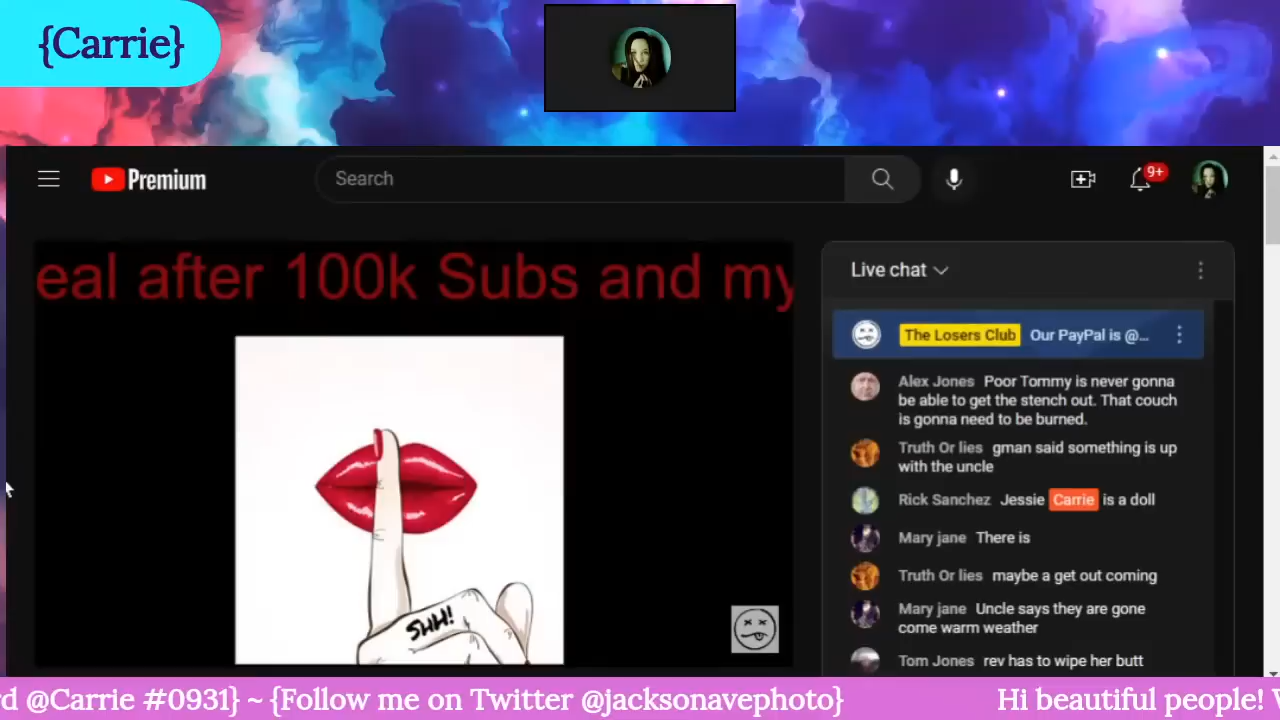 {Carrie}
Premium
Search
9+
eal after 100k Subs and my
SHH!
Live chat
The Losers Club Our PayPal is @...
Alex Jones Poor Tommy is never gonna
be able to get the stench out. That couch
is gonna need to be burned.
Truth Or lies gman said something is up
with the uncle
Rick Sanchez Jessie Carrie is a doll
Mary jane There is
Truth Or lies maybe a get out coming
Mary jane Uncle says they are gone
come warm weather
Tom Jones rev has to wipe her butt
rd @Carrie #0931} ~ {Follow me on Twitter @jacksonavephoto} Hi beautiful people! W